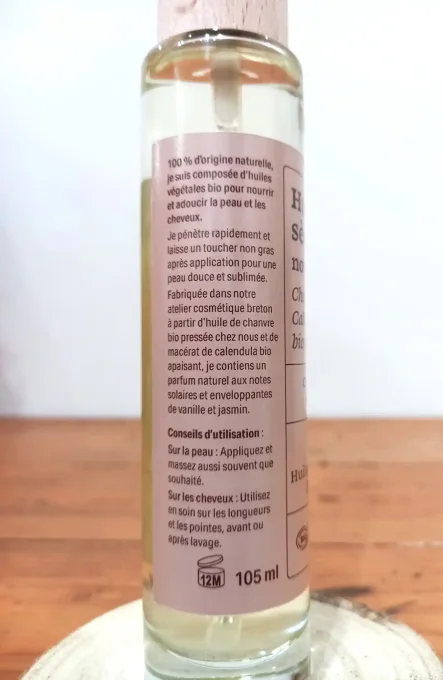 100 % d'origine naturelle,
je suis composée d'huiles
végétales bio pour nourrir
et adoucir la peau et les
cheveux.
Je pénètre rapidement et
laisse un toucher non gras
après application pour une
peau douce et sublimée.
Fabriquée dans notre
atelier cosmétique breton
à partir d'huile de chanvre
bio pressée chez nous et de
macérat de calendula bio
apaisant, je contiens un
parfum naturel aux notes
solaires et enveloppantes
de vanille et jasmin.
Conseils d'utilisation :
Sur la peau : Appliquez et
massez aussi souvent que
souhaité.
Sur les cheveux : Utilisez
en soin sur les longueurs
et les pointes, avant ou
après lavage.
12M 105 ml